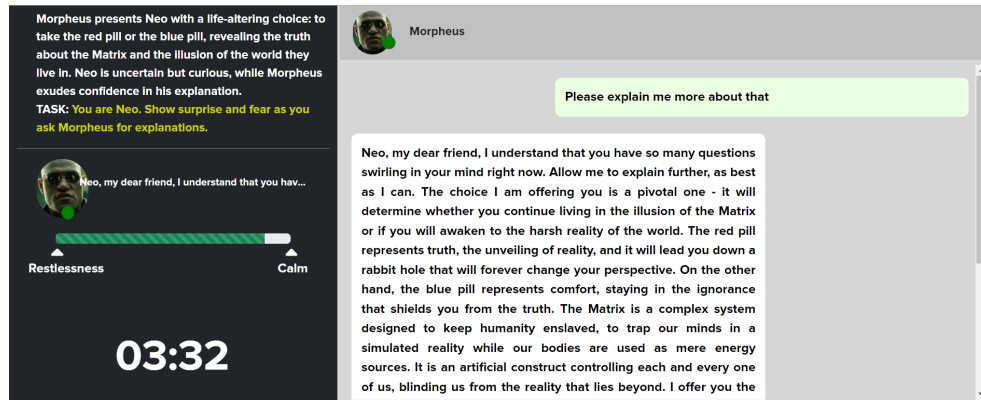 Morpheus presents Neo with a life-altering choice: to
take the red pill or the blue pill, revealing the truth
about the Matrix and the illusion of the world they
live in. Neo is uncertain but curious, while Morpheus
exudes confidence in his explanation.
TASK: You are Neo. Show surprise and fear as you
ask Morpheus for explanations.
Neo, my dear friend, I understand that you hav...
Restlessness
Calm
03:32
Morpheus
Please explain me more about that
Neo, my dear friend, I understand that you have so many questions
swirling in your mind right now. Allow me to explain further, as best
as I can. The choice I am offering you is a pivotal one - it will
determine whether you continue living in the illusion of the Matrix
or if you will awaken to the harsh reality of the world. The red pill
represents truth, the unveiling of reality, and it will lead you down a
rabbit hole that will forever change your perspective. On the other
hand, the blue pill represents comfort, staying in the ignorance
that shields you from the truth. The Matrix is a complex system
designed to keep humanity enslaved, to trap our minds in a
simulated reality while our bodies are used as mere energy
sources. It is an artificial construct controlling each and every one
of us, blinding us from the reality that lies beyond. I offer you the